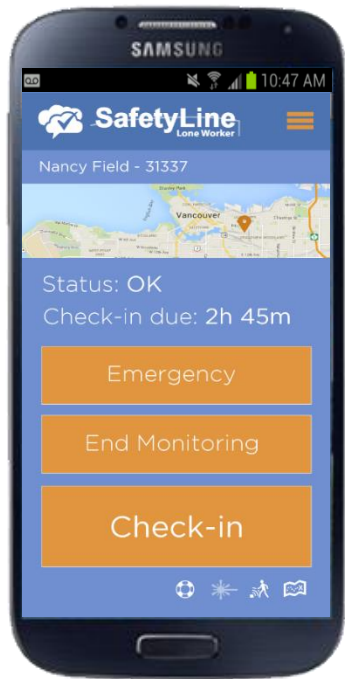 SAMSUNG
10:47 AM
SafetyLine
Lone Worker
Nancy Field - 31337
Vancouver
Status: OK
Check-in due: 2h 45m
Emergency
End Monitoring
Check-in